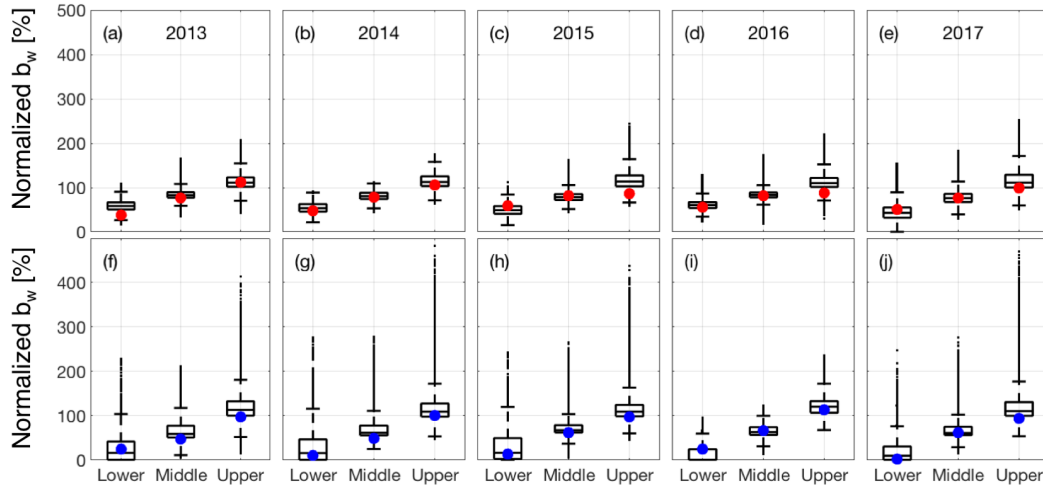 Normalized b_w [%]
500
400
300
200
100
0
(a) 2013
(b) 2014
(c) 2015
(d) 2016
(e) 2017
Normalized b_w [%]
400
300
200
100
0
(f)
(g)
(h)
(i)
(j)
Lower Middle Upper
Lower Middle Upper
Lower Middle Upper
Lower Middle Upper
Lower Middle Upper